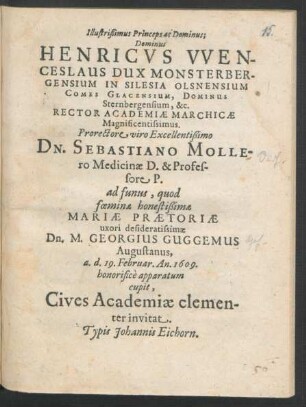 Illustrissimus Princeps ac Dominus;
Dominus
HENRICVS VVEN-
CESLAUS DUX MONSTERBER-
GENSIUM IN SILESIA OLSNENSIUM
COMES GLACENSIUM, DOMINUS
Sternbergensium, &c.
RECTOR ACADEMIÆ MARCHICÆ
Magnificentissimus.
Prorectore viro Excellentissimo
DN. SEBASTIANO MOLLE-
ro Medicinæ D. & Profes-
sore P.
ad funus, quod
fœminæ honestissimæ
MARIÆ PRÆTORIÆ
uxori desideratissimæ
DN. M. GEORGIUS GUGGEMUS
Augustanus,
a. d. 19. Februar. An. 1609.
honorificè apparatum
cupit,
Cives Academiæ clemen-
ter invitat.
Typis Johannis Eichorn.